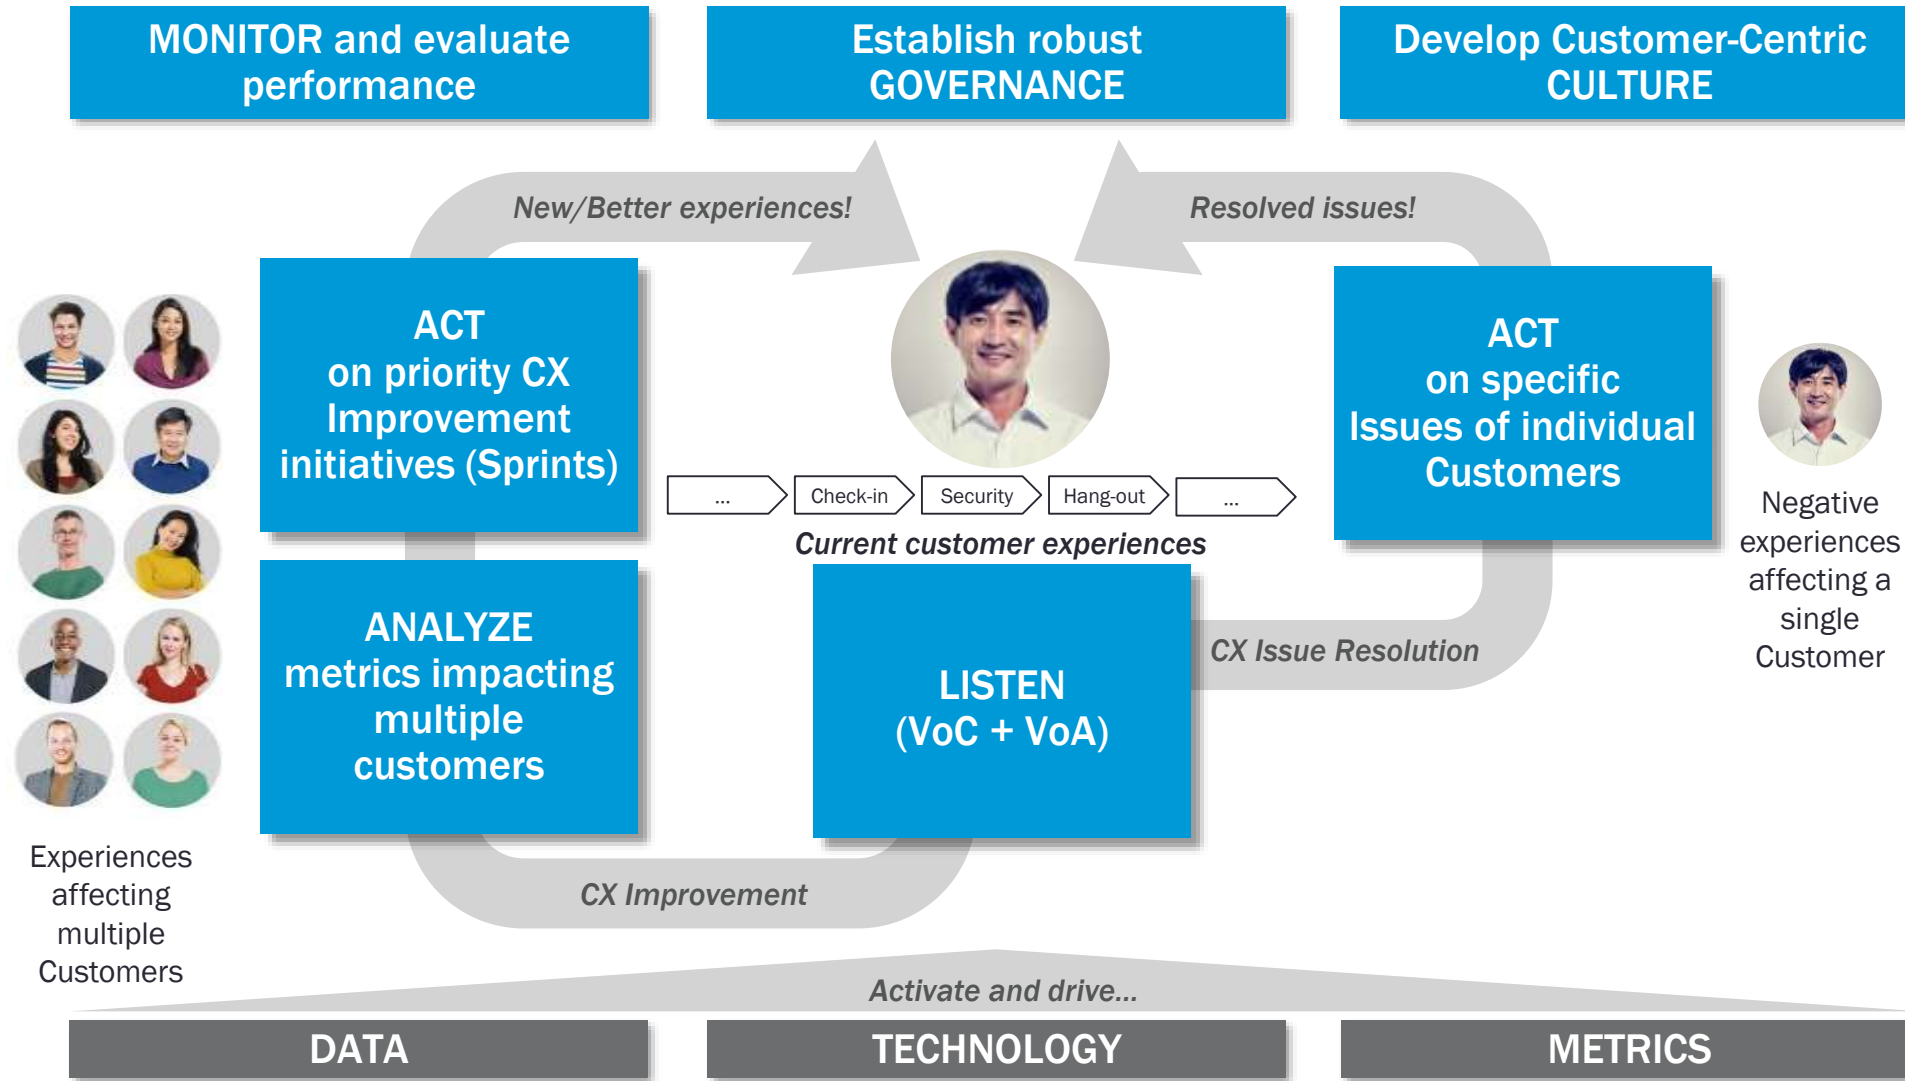 MONITOR and evaluate
performance
Establish robust
GOVERNANCE
Develop Customer-Centric
CULTURE
New/Better experiences!
Resolved issues!
ACT
on priority CX
Improvement
initiatives (Sprints)
ACT
on specific
Issues of individual
Customers
...
Check-in
Security
Hang-out
...
Current customer experiences
Negative
experiences
affecting a
single
Customer
ANALYZE
metrics impacting
multiple
customers
LISTEN
(VoC + VoA)
CX Issue Resolution
Experiences
affecting
multiple
Customers
CX Improvement
Activate and drive...
DATA
TECHNOLOGY
METRICS